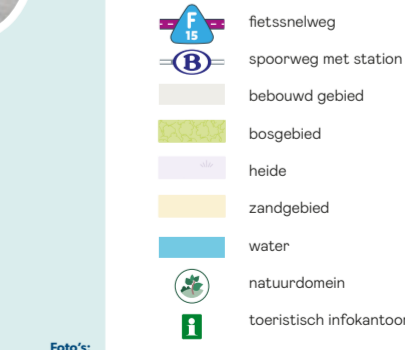 F
15
fietssnelweg
B
spoorweg met station
bebouwd gebied
bosgebied
heide
zandgebied
water
natuurdomein
i
toeristisch infokantoor
Foto's: